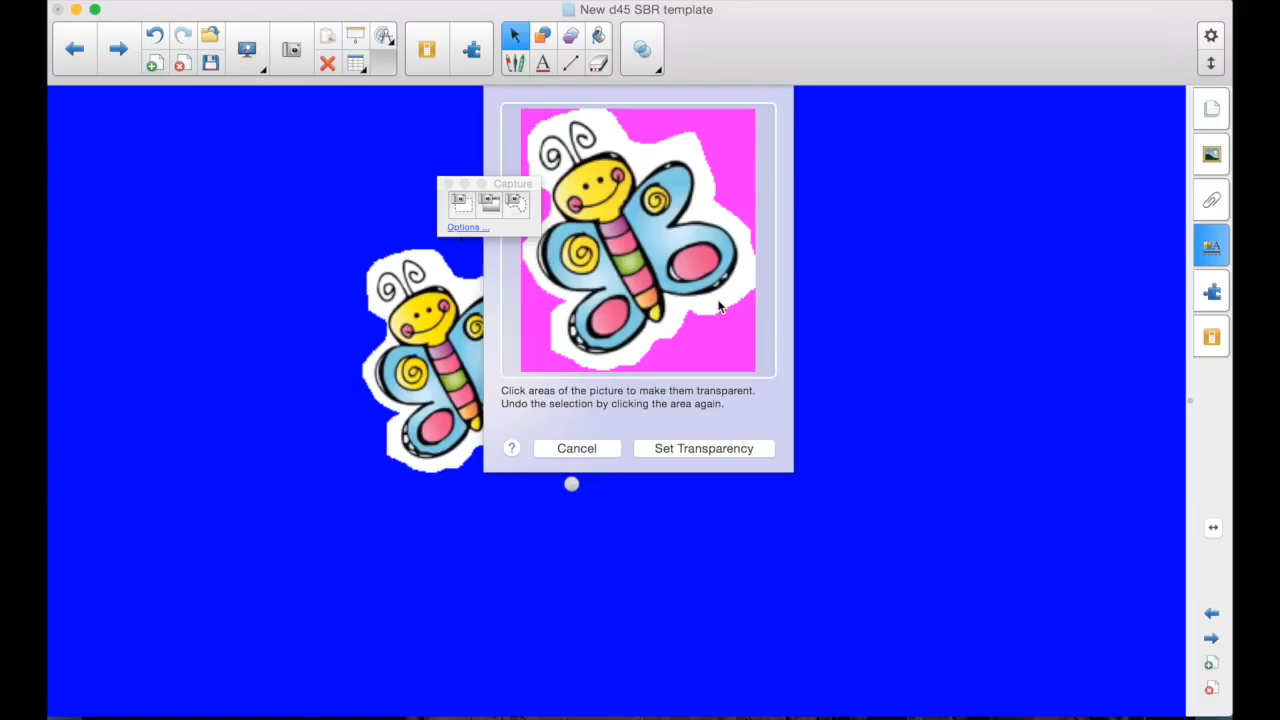 New d45 SBR template
Capture
Options ...
Click areas of the picture to make them transparent.
Undo the selection by clicking the area again.
?
Cancel
Set Transparency